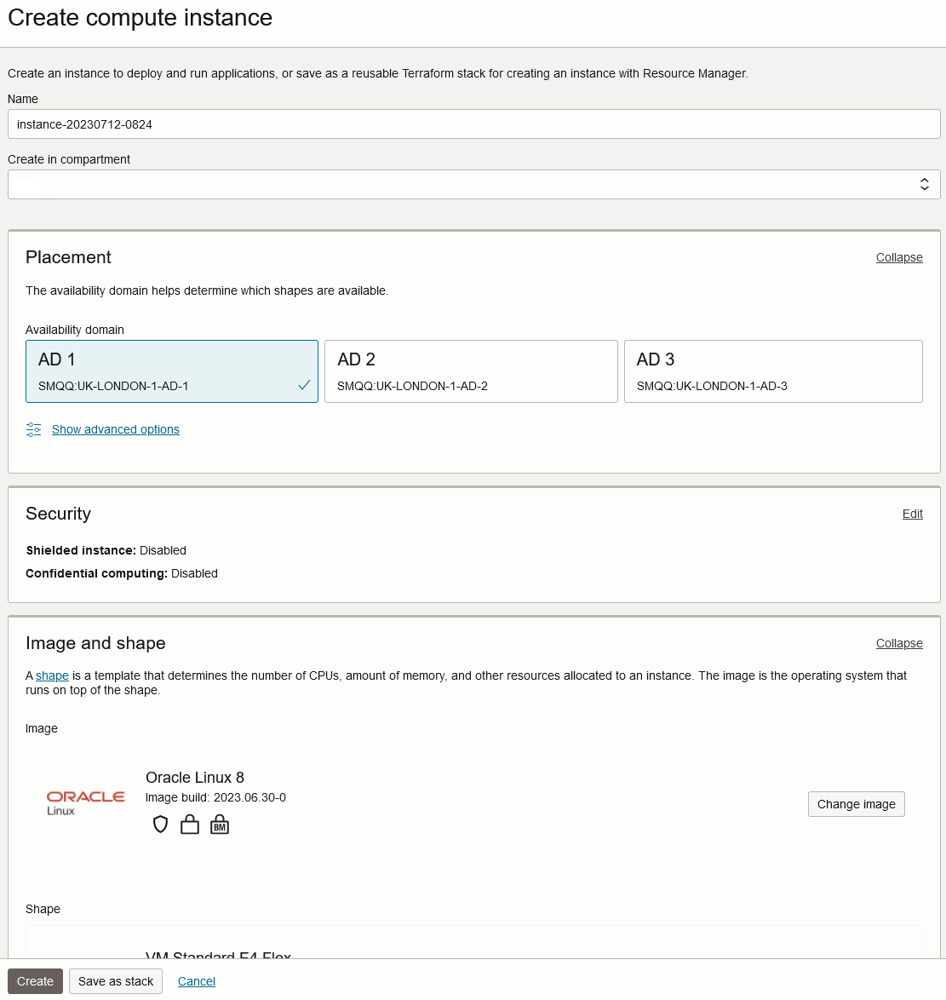 Create compute instance
Create an instance to deploy and run applications, or save as a reusable Terraform stack for creating an instance with Resource Manager.
Name
instance-20230712-0824
Create in compartment
Placement
Collapse
The availability domain helps determine which shapes are available.
Availability domain
AD 1
SMQQ:UK-LONDON-1-AD-1
AD 2
SMQQ:UK-LONDON-1-AD-2
AD 3
SMQQ:UK-LONDON-1-AD-3
Show advanced options
Security
Edit
Shielded instance: Disabled
Confidential computing: Disabled
Image and shape
Collapse
A shape is a template that determines the number of CPUs, amount of memory, and other resources allocated to an instance. The image is the operating system that
runs on top of the shape.
Image
ORACLE
Linux
Oracle Linux 8
Image build: 2023.06.30-0
BM
Change image
Shape
VM.Standard.E4.Flex
Create
Save as stack
Cancel